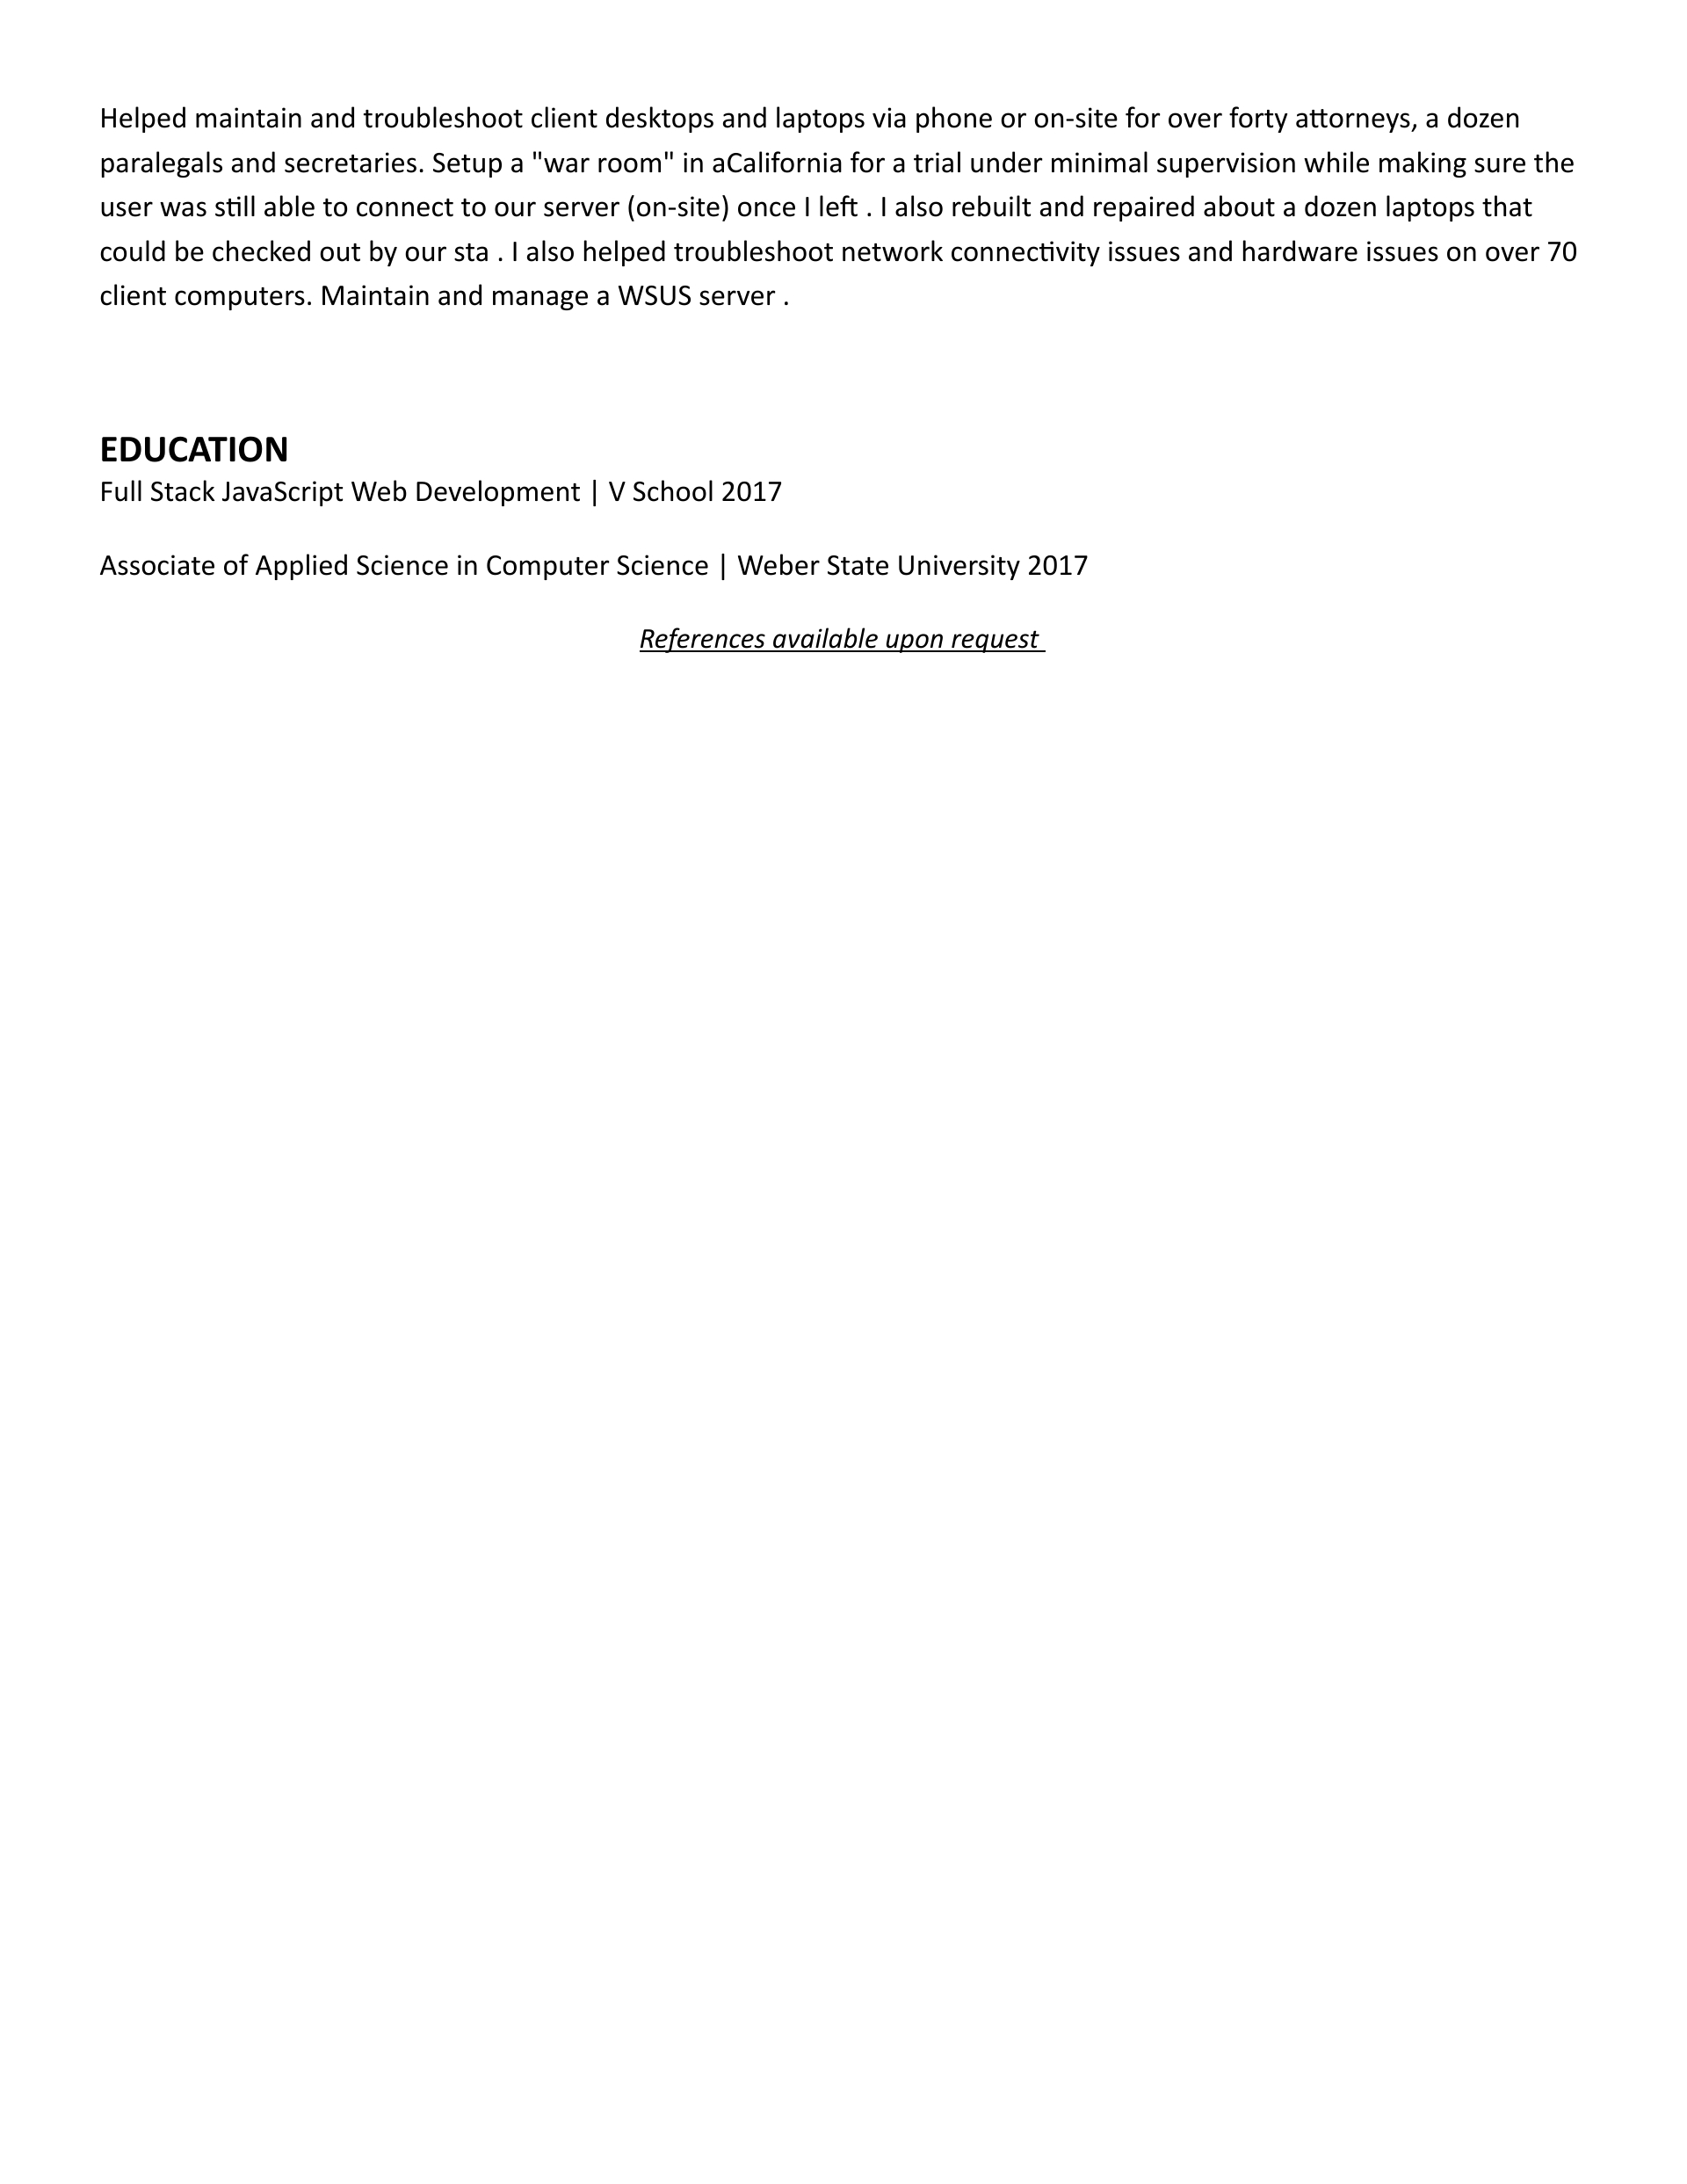 Helped maintain and troubleshoot client desktops and laptops via phone or on-site for over forty attorneys, a dozen
paralegals and secretaries. Setup a "war room" in aCalifornia for a trial under minimal supervision while making sure the
user was still able to connect to our server (on-site) once I left . I also rebuilt and repaired about a dozen laptops that
could be checked out by our sta . I also helped troubleshoot network connectivity issues and hardware issues on over 70
client computers. Maintain and manage a WSUS server .
EDUCATION
Full Stack JavaScript Web Development | V School 2017
Associate of Applied Science in Computer Science | Weber State University 2017
References available upon request